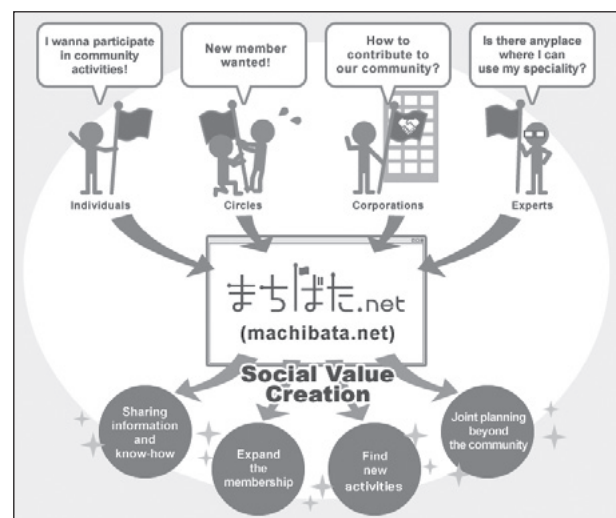 I wanna participate
in community
activities!
New member
wanted!
How to
contribute to
our community?
Is there anyplace
where I can
use my speciality?
Individuals
Circles
Corporations
Experts
まちばた.net
(machibata.net)
Social Value
Creation
Sharing
information
and
know-how
Expand
the
membership
Find
new
activities
Joint planning
beyond
the community